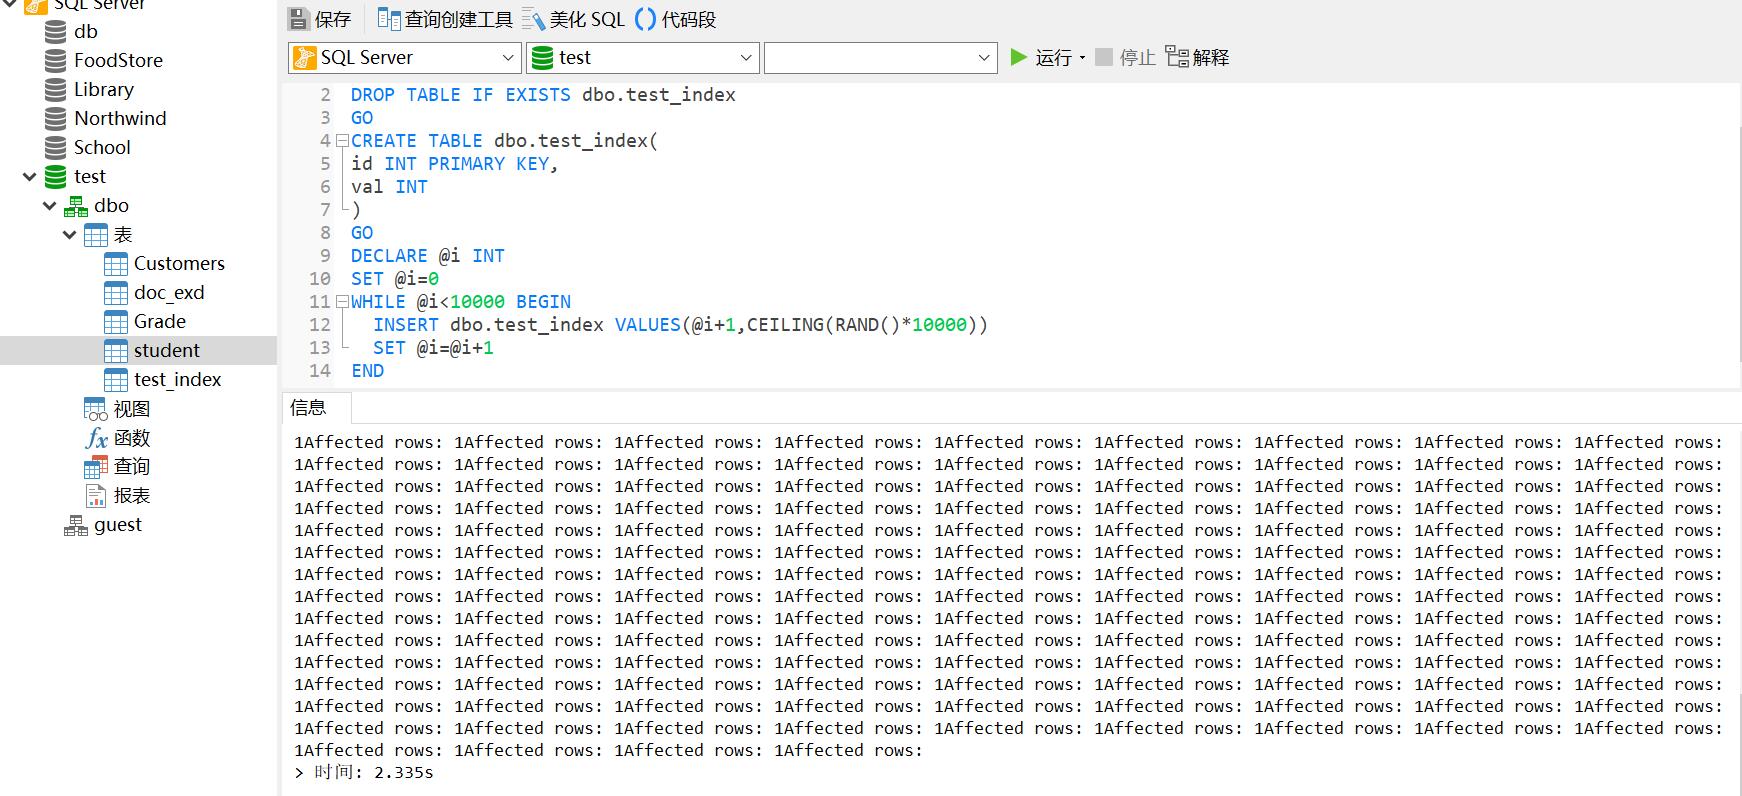 SQL Server
db
FoodStore
Library
Northwind
School
test
dbo
表
Customers
doc_exd
Grade
student
test_index
视图
fx 函数
查询
报表
guest
保存 查询创建工具 美化 SQL () 代码段
SQL Server test 运行 停止 解释
2 DROP TABLE IF EXISTS dbo.test_index
3 GO
4 CREATE TABLE dbo.test_index(
5 id INT PRIMARY KEY,
6 val INT
7 )
8 GO
9 DECLARE @i INT
10 SET @i=0
11 WHILE @i<10000 BEGIN
12 INSERT dbo.test_index VALUES(@i+1,CEILING(RAND()*10000))
13 SET @i=@i+1
14 END
信息
1Affected rows: 1Affected rows: 1Affected rows: 1Affected rows: 1Affected rows: 1Affected rows: 1Affected rows: 1Affected rows: 1Affected rows:
1Affected rows: 1Affected rows: 1Affected rows: 1Affected rows: 1Affected rows: 1Affected rows: 1Affected rows: 1Affected rows: 1Affected rows:
1Affected rows: 1Affected rows: 1Affected rows: 1Affected rows: 1Affected rows: 1Affected rows: 1Affected rows: 1Affected rows: 1Affected rows:
1Affected rows: 1Affected rows: 1Affected rows: 1Affected rows: 1Affected rows: 1Affected rows: 1Affected rows: 1Affected rows: 1Affected rows:
1Affected rows: 1Affected rows: 1Affected rows: 1Affected rows: 1Affected rows: 1Affected rows: 1Affected rows: 1Affected rows: 1Affected rows:
1Affected rows: 1Affected rows: 1Affected rows: 1Affected rows: 1Affected rows: 1Affected rows: 1Affected rows: 1Affected rows: 1Affected rows:
1Affected rows: 1Affected rows: 1Affected rows: 1Affected rows: 1Affected rows: 1Affected rows: 1Affected rows: 1Affected rows: 1Affected rows:
1Affected rows: 1Affected rows: 1Affected rows: 1Affected rows: 1Affected rows: 1Affected rows: 1Affected rows: 1Affected rows: 1Affected rows:
1Affected rows: 1Affected rows: 1Affected rows: 1Affected rows: 1Affected rows: 1Affected rows: 1Affected rows: 1Affected rows: 1Affected rows:
1Affected rows: 1Affected rows: 1Affected rows: 1Affected rows: 1Affected rows: 1Affected rows: 1Affected rows: 1Affected rows: 1Affected rows:
1Affected rows: 1Affected rows: 1Affected rows: 1Affected rows: 1Affected rows: 1Affected rows: 1Affected rows: 1Affected rows: 1Affected rows:
1Affected rows: 1Affected rows: 1Affected rows: 1Affected rows: 1Affected rows: 1Affected rows: 1Affected rows: 1Affected rows: 1Affected rows:
1Affected rows: 1Affected rows: 1Affected rows: 1Affected rows: 1Affected rows: 1Affected rows: 1Affected rows: 1Affected rows: 1Affected rows:
1Affected rows: 1Affected rows: 1Affected rows: 1Affected rows: 1Affected rows: 1Affected rows: 1Affected rows: 1Affected rows: 1Affected rows:
1Affected rows: 1Affected rows: 1Affected rows: 1Affected rows:
> 时间: 2.335s